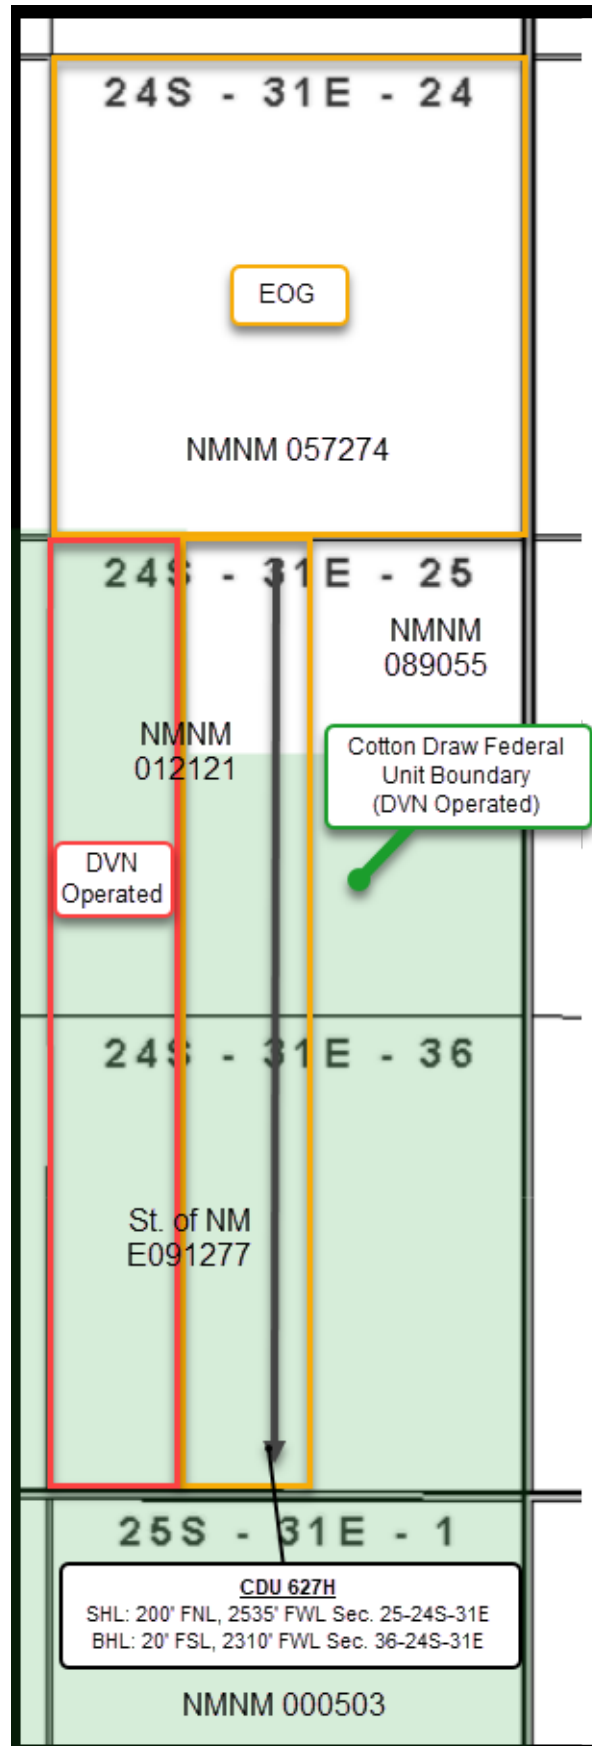 24S - 31E - 24
EOG
NMNM 057274
24S - 31E - 25
NMNM
089055
NMNM
012121
Cotton Draw Federal
Unit Boundary
(DVN Operated)
DVN
Operated
24S - 31E - 36
St. of NM
E091277
25S - 31E - 1
CDU 627H
SHL: 200' FNL, 2535' FWL Sec. 25-24S-31E
BHL: 20' FSL, 2310' FWL Sec. 36-24S-31E
NMNM 000503